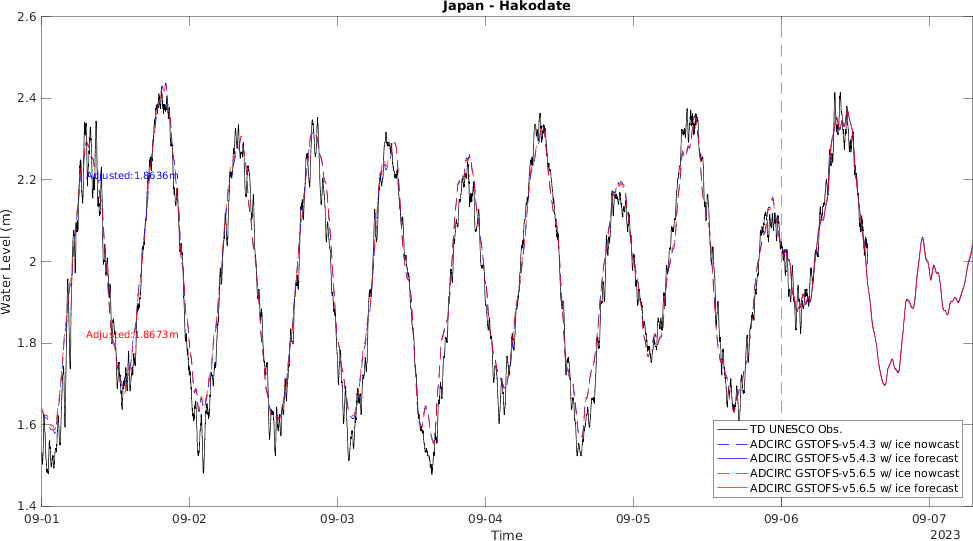 Japan - Hakodate
2.6
2.4
2.2
2
1.8
1.6
1.4
Water Level (m)
Adjusted:1.8636m
Adjusted:1.8673m
TD UNESCO Obs.
ADCIRC GSTOFS-v5.4.3 w/ ice nowcast
ADCIRC GSTOFS-v5.4.3 w/ ice forecast
ADCIRC GSTOFS-v5.6.5 w/ ice nowcast
ADCIRC GSTOFS-v5.6.5 w/ ice forecast
09-01 09-02 09-03 09-04 09-05 09-06 09-07
Time
2023